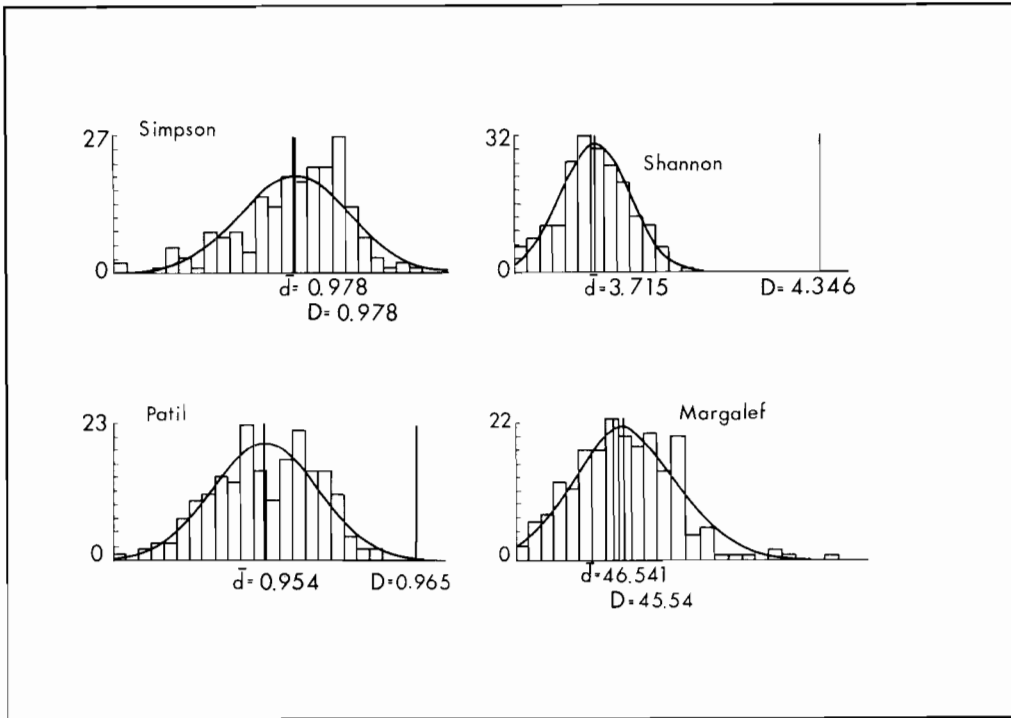 Simpson
27
0
d̄= 0.978
D= 0.978
Shannon
32
0
d̄=3.715
D= 4.346
Patil
23
0
d̄= 0.954
D=0.965
Margalef
22
0
d̄=46.541
D=45.54